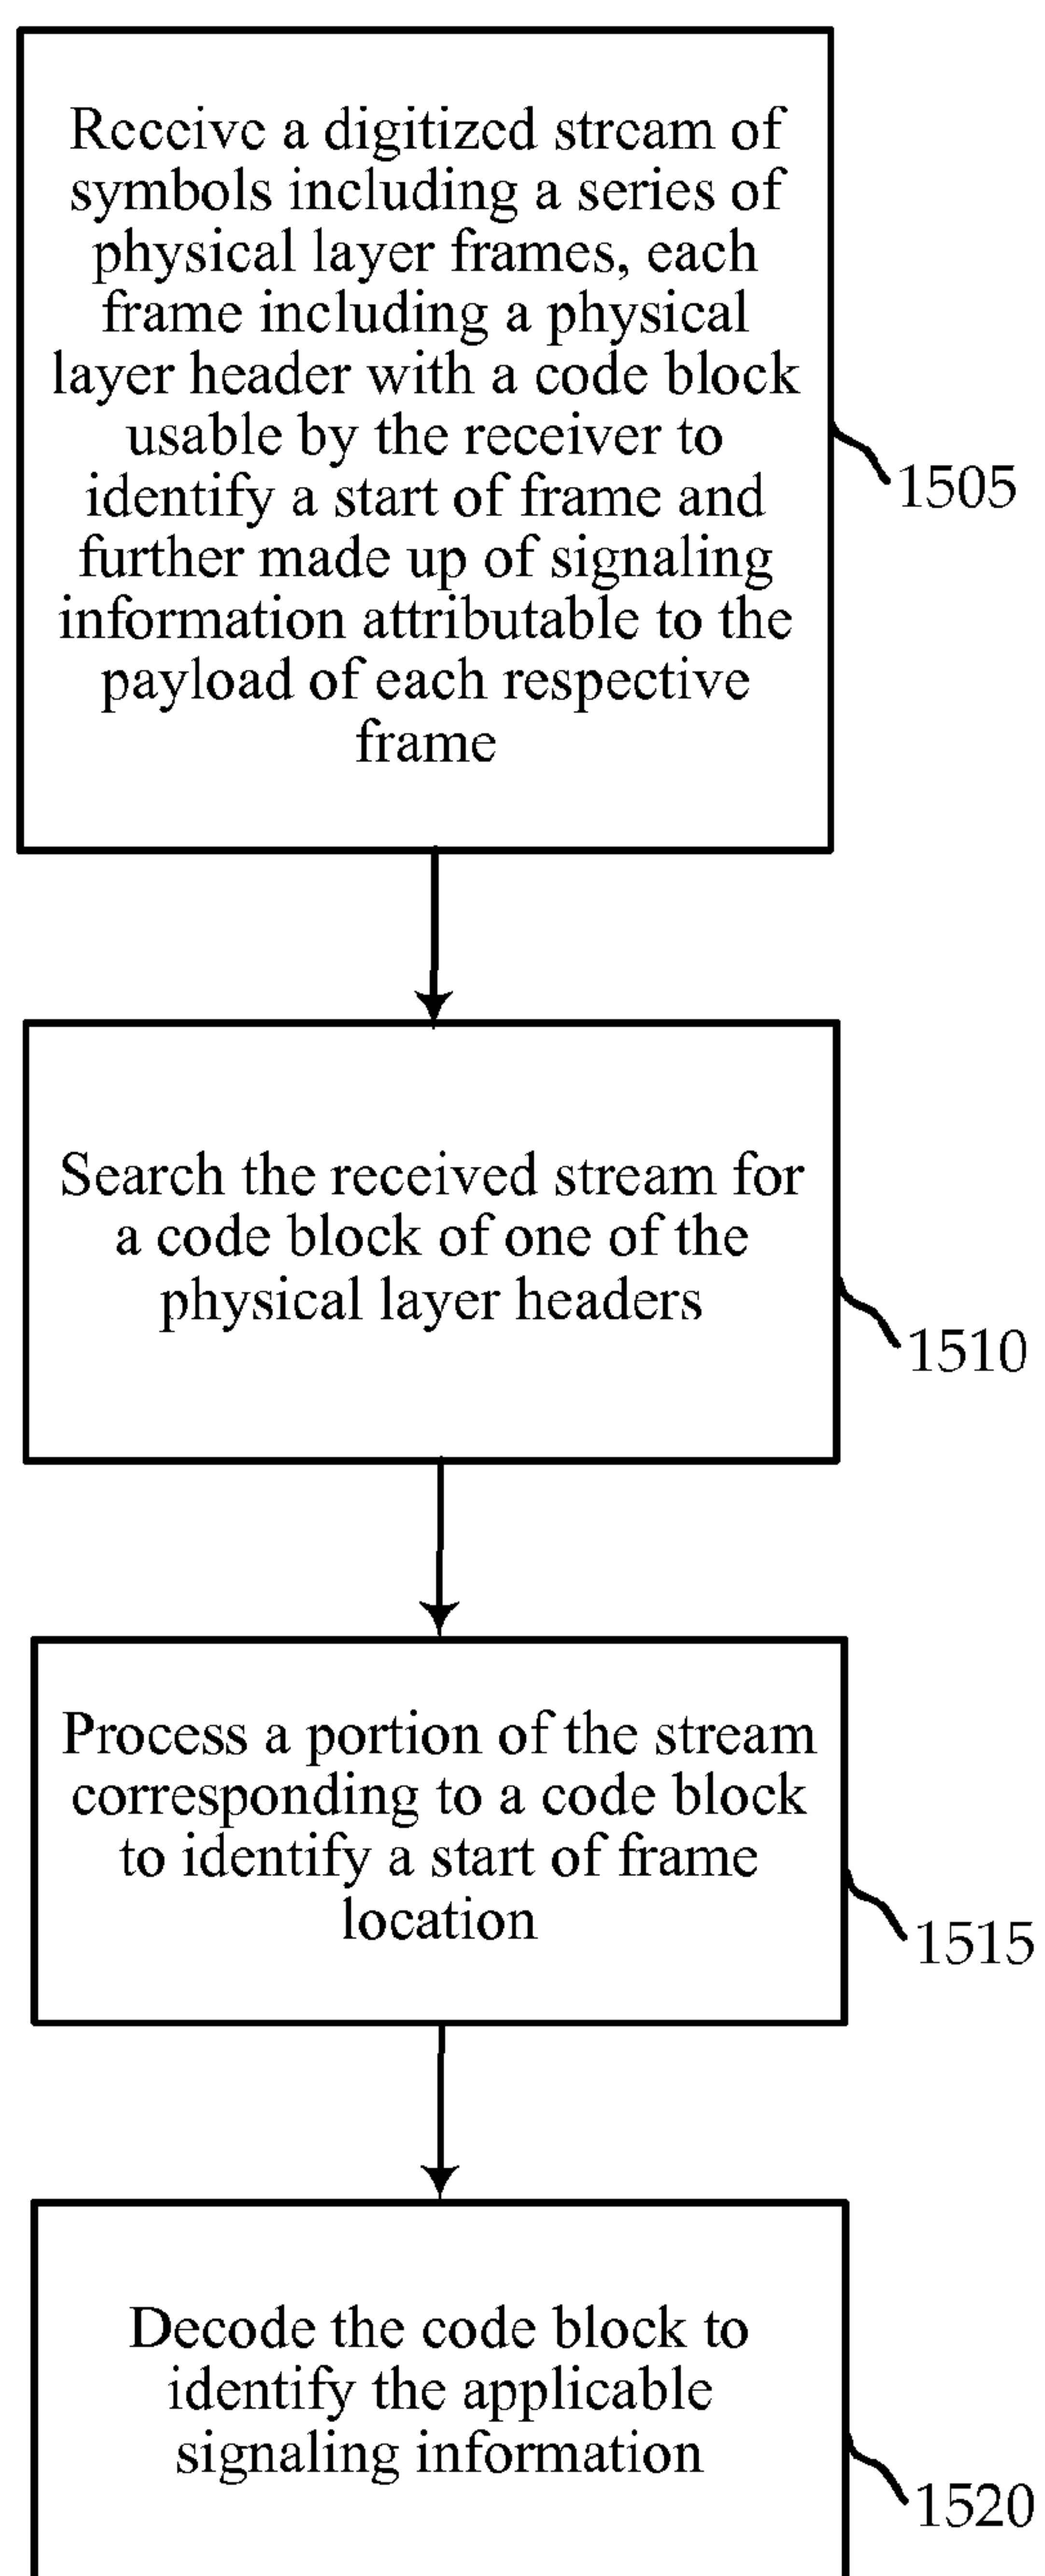 Receive a digitized stream of
symbols including a series of
physical layer frames, each
frame including a physical
layer header with a code block
usable by the receiver to
identify a start of frame and
further made up of signaling
information attributable to the
payload of each respective
frame
1505
Search the received stream for
a code block of one of the
physical layer headers
1510
Process a portion of the stream
corresponding to a code block
to identify a start of frame
location
1515
Decode the code block to
identify the applicable
signaling information
1520